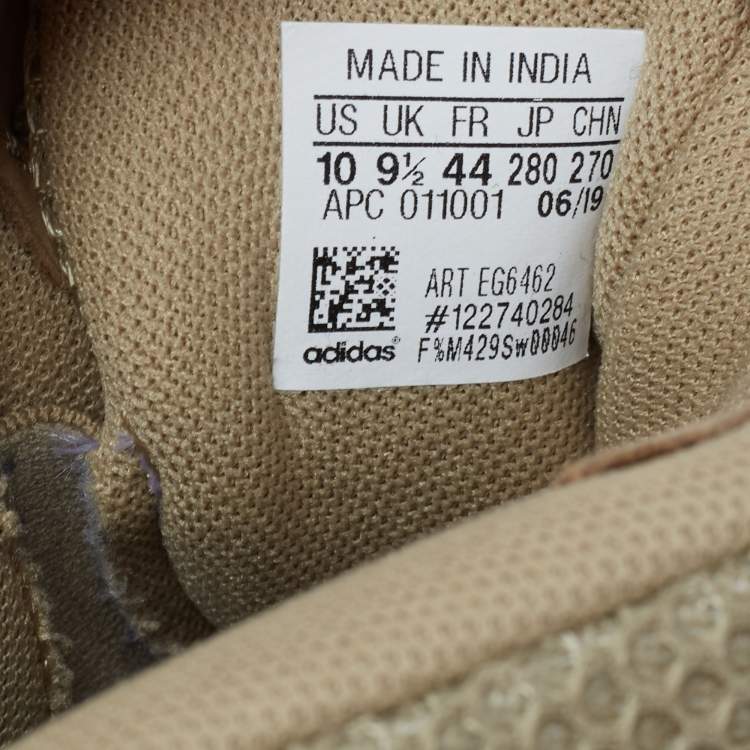 MADE IN INDIA
US UK FR JP CHN
10 9½ 44 280 270
APC 011001 06/19
ART EG6462
#122740284
F%M429Sw00046
adidas